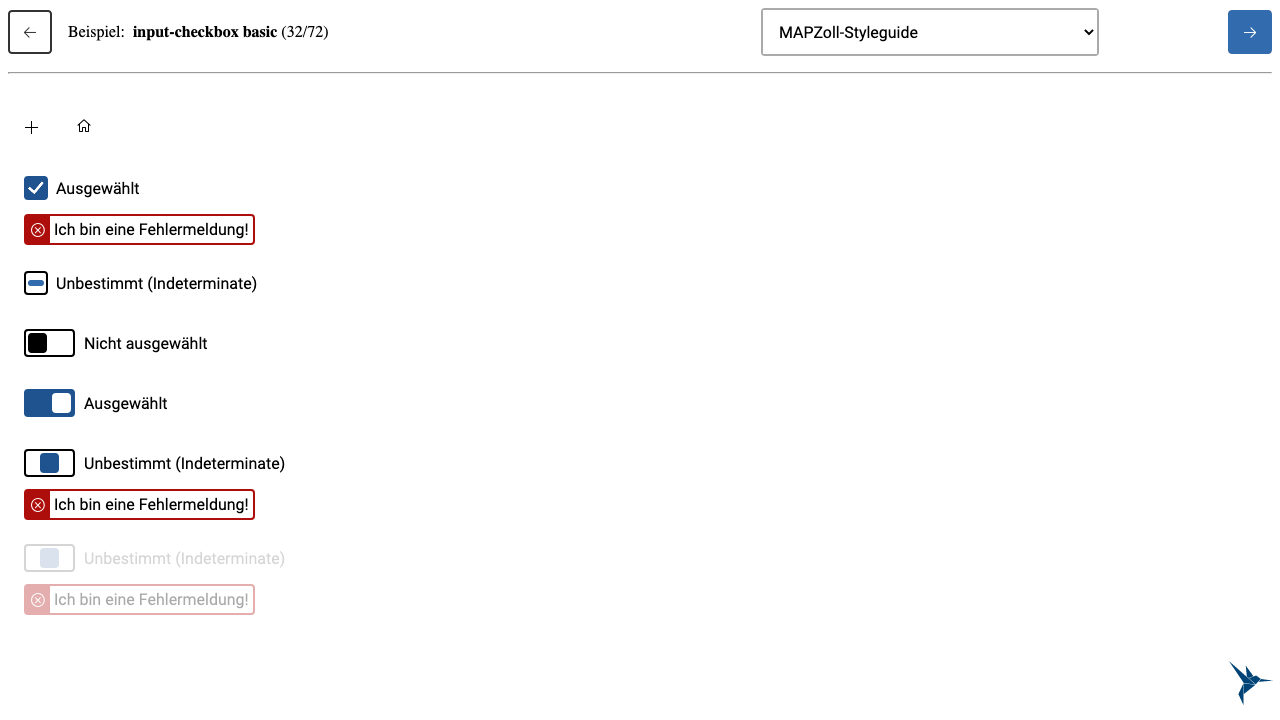 Beispiel: input-checkbox basic (32/72)
MAPZoll-Styleguide
Ausgewählt
Ich bin eine Fehlermeldung!
Unbestimmt (Indeterminate)
Nicht ausgewählt
Ausgewählt
Unbestimmt (Indeterminate)
Ich bin eine Fehlermeldung!
Unbestimmt (Indeterminate)
Ich bin eine Fehlermeldung!